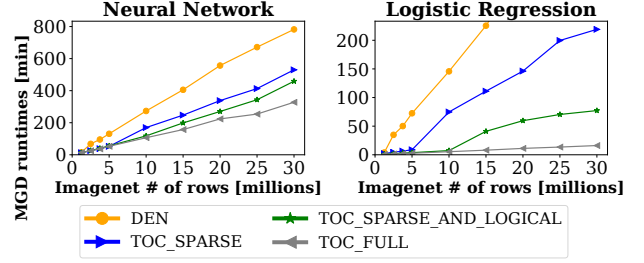 Neural Network
Logistic Regression
MGD runtimes [min]
800
600
400
200
0
0 5 10 15 20 25 30
Imagenet # of rows [millions]
200
150
100
50
0
0 5 10 15 20 25 30
Imagenet # of rows [millions]
DEN
TOC_SPARSE
TOC_SPARSE_AND_LOGICAL
TOC_FULL